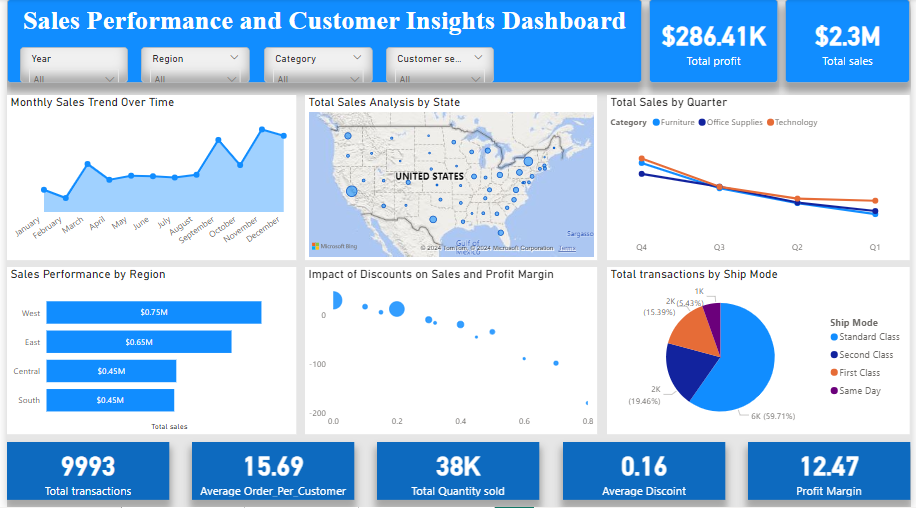 Sales Performance and Customer Insights Dashboard
Year
All
Region
All
Category
All
Customer se...
All
$286.41K
Total profit
$2.3M
Total sales
Monthly Sales Trend Over Time
January
February
March
April
May
June
July
August
September
October
November
December
Total Sales Analysis by State
UNITED STATES
Gulf of
Mexico
Sargasso
Microsoft Bing
© 2024 TomTom, © 2024 Microsoft Corporation Terms
Total Sales by Quarter
Category Furniture Office Supplies Technology
Q4 Q3 Q2 Q1
Sales Performance by Region
West $0.75M
East $0.65M
Central $0.45M
South $0.45M
Total sales
Impact of Discounts on Sales and Profit Margin
0
-100
-200
0.0 0.2 0.4 0.6 0.8
Total transactions by Ship Mode
1K
(5.43%)
2K
(15.39%)
2K
(19.46%)
6K (59.71%)
Ship Mode
Standard Class
Second Class
First Class
Same Day
9993
Total transactions
15.69
Average Order_Per_Customer
38K
Total Quantity sold
0.16
Average Discoint
12.47
Profit Margin